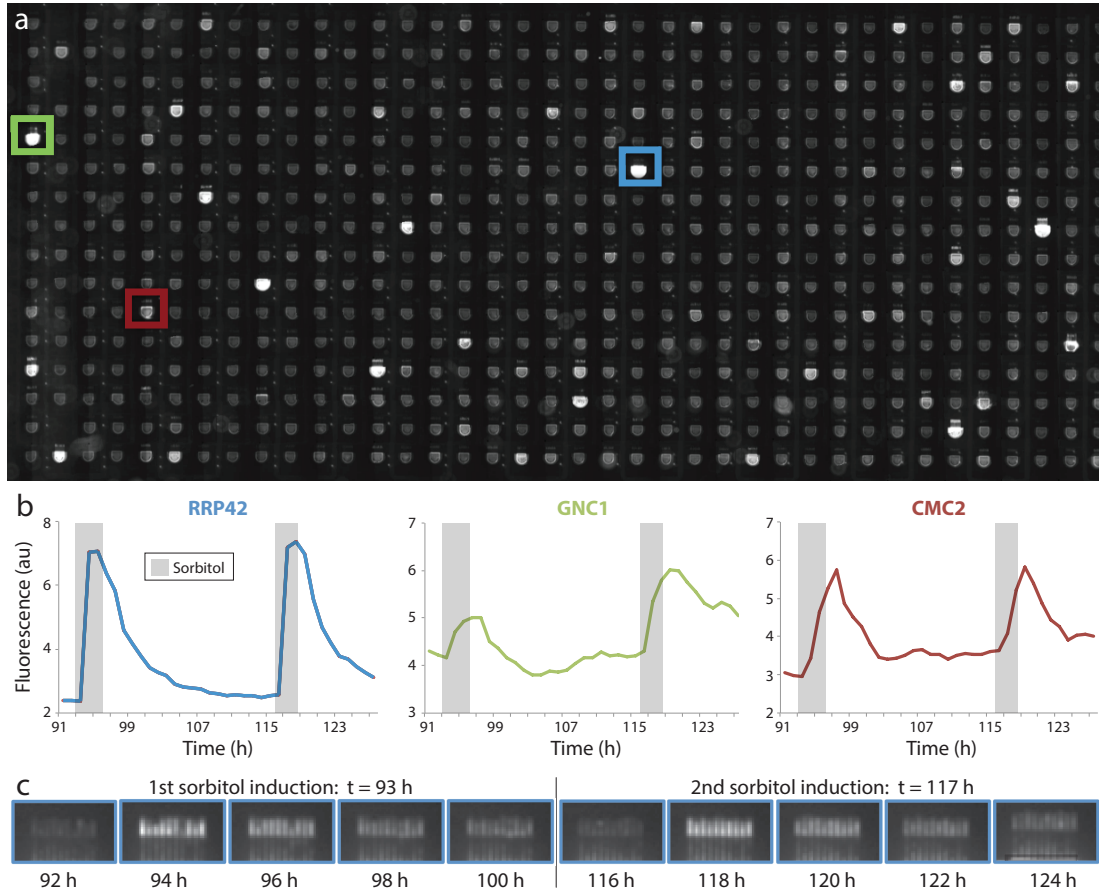 a
b
RRP42
GNC1
CMC2
Fluorescence (au)
8
6
4
2
Sorbitol
91
99
107
115
123
Time (h)
7
6
5
4
3
2
91
99
107
115
123
Time (h)
7
6
5
4
3
2
91
99
107
115
123
Time (h)
c
1st sorbitol induction: t = 93 h
2nd sorbitol induction: t = 117 h
92 h
94 h
96 h
98 h
100 h
116 h
118 h
120 h
122 h
124 h